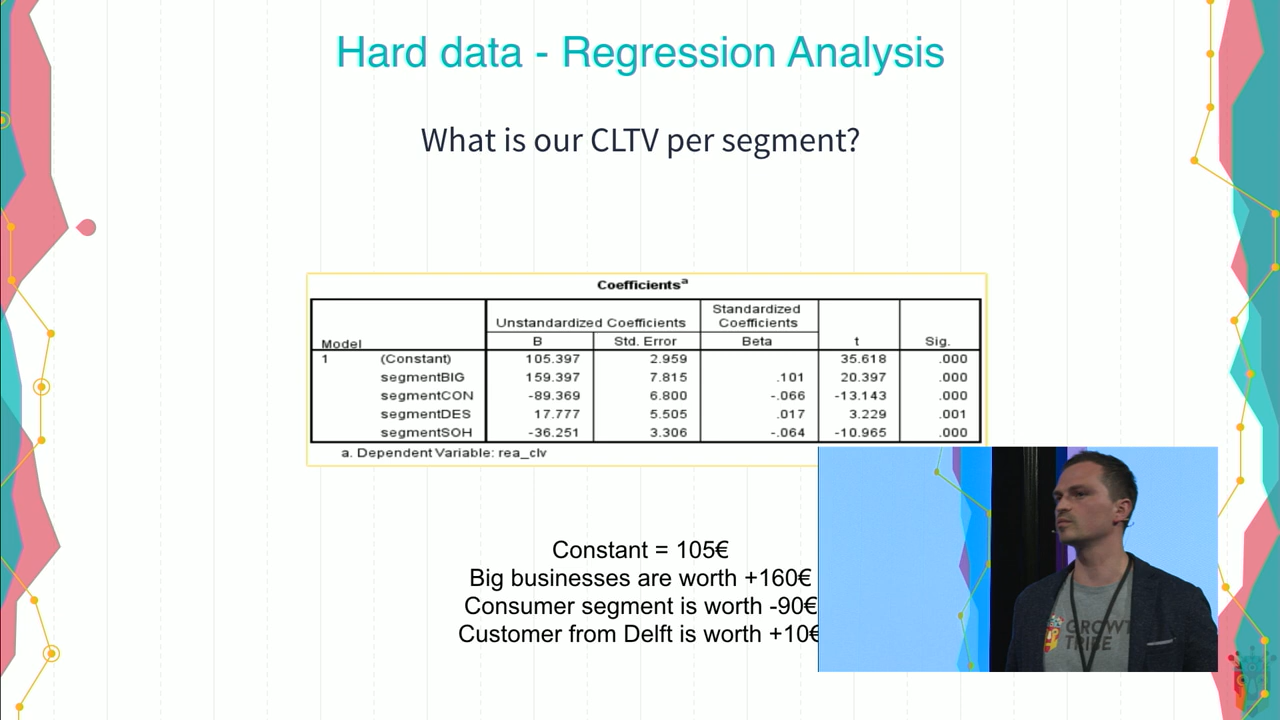 Hard data - Regression Analysis
What is our CLTV per segment?
Coefficientsa
Model Unstandardized Coefficients Standardized Coefficients t Sig.
B Std. Error Beta
1 (Constant) 105.397 2.959 35.618 .000
segmentBIG 159.397 7.815 .101 20.397 .000
segmentCON -89.369 6.800 -.066 -13.143 .000
segmentDES 17.777 5.505 .017 3.229 .001
segmentSOH -36.251 3.306 -.064 -10.965 .000
a. Dependent Variable: rea_clv
Constant = 105€
Big businesses are worth +160€
Consumer segment is worth -90€
Customer from Delft is worth +10€
GROWT
TRIBE